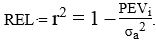 REL = r² = 1 − PEVᵢ/σₐ².